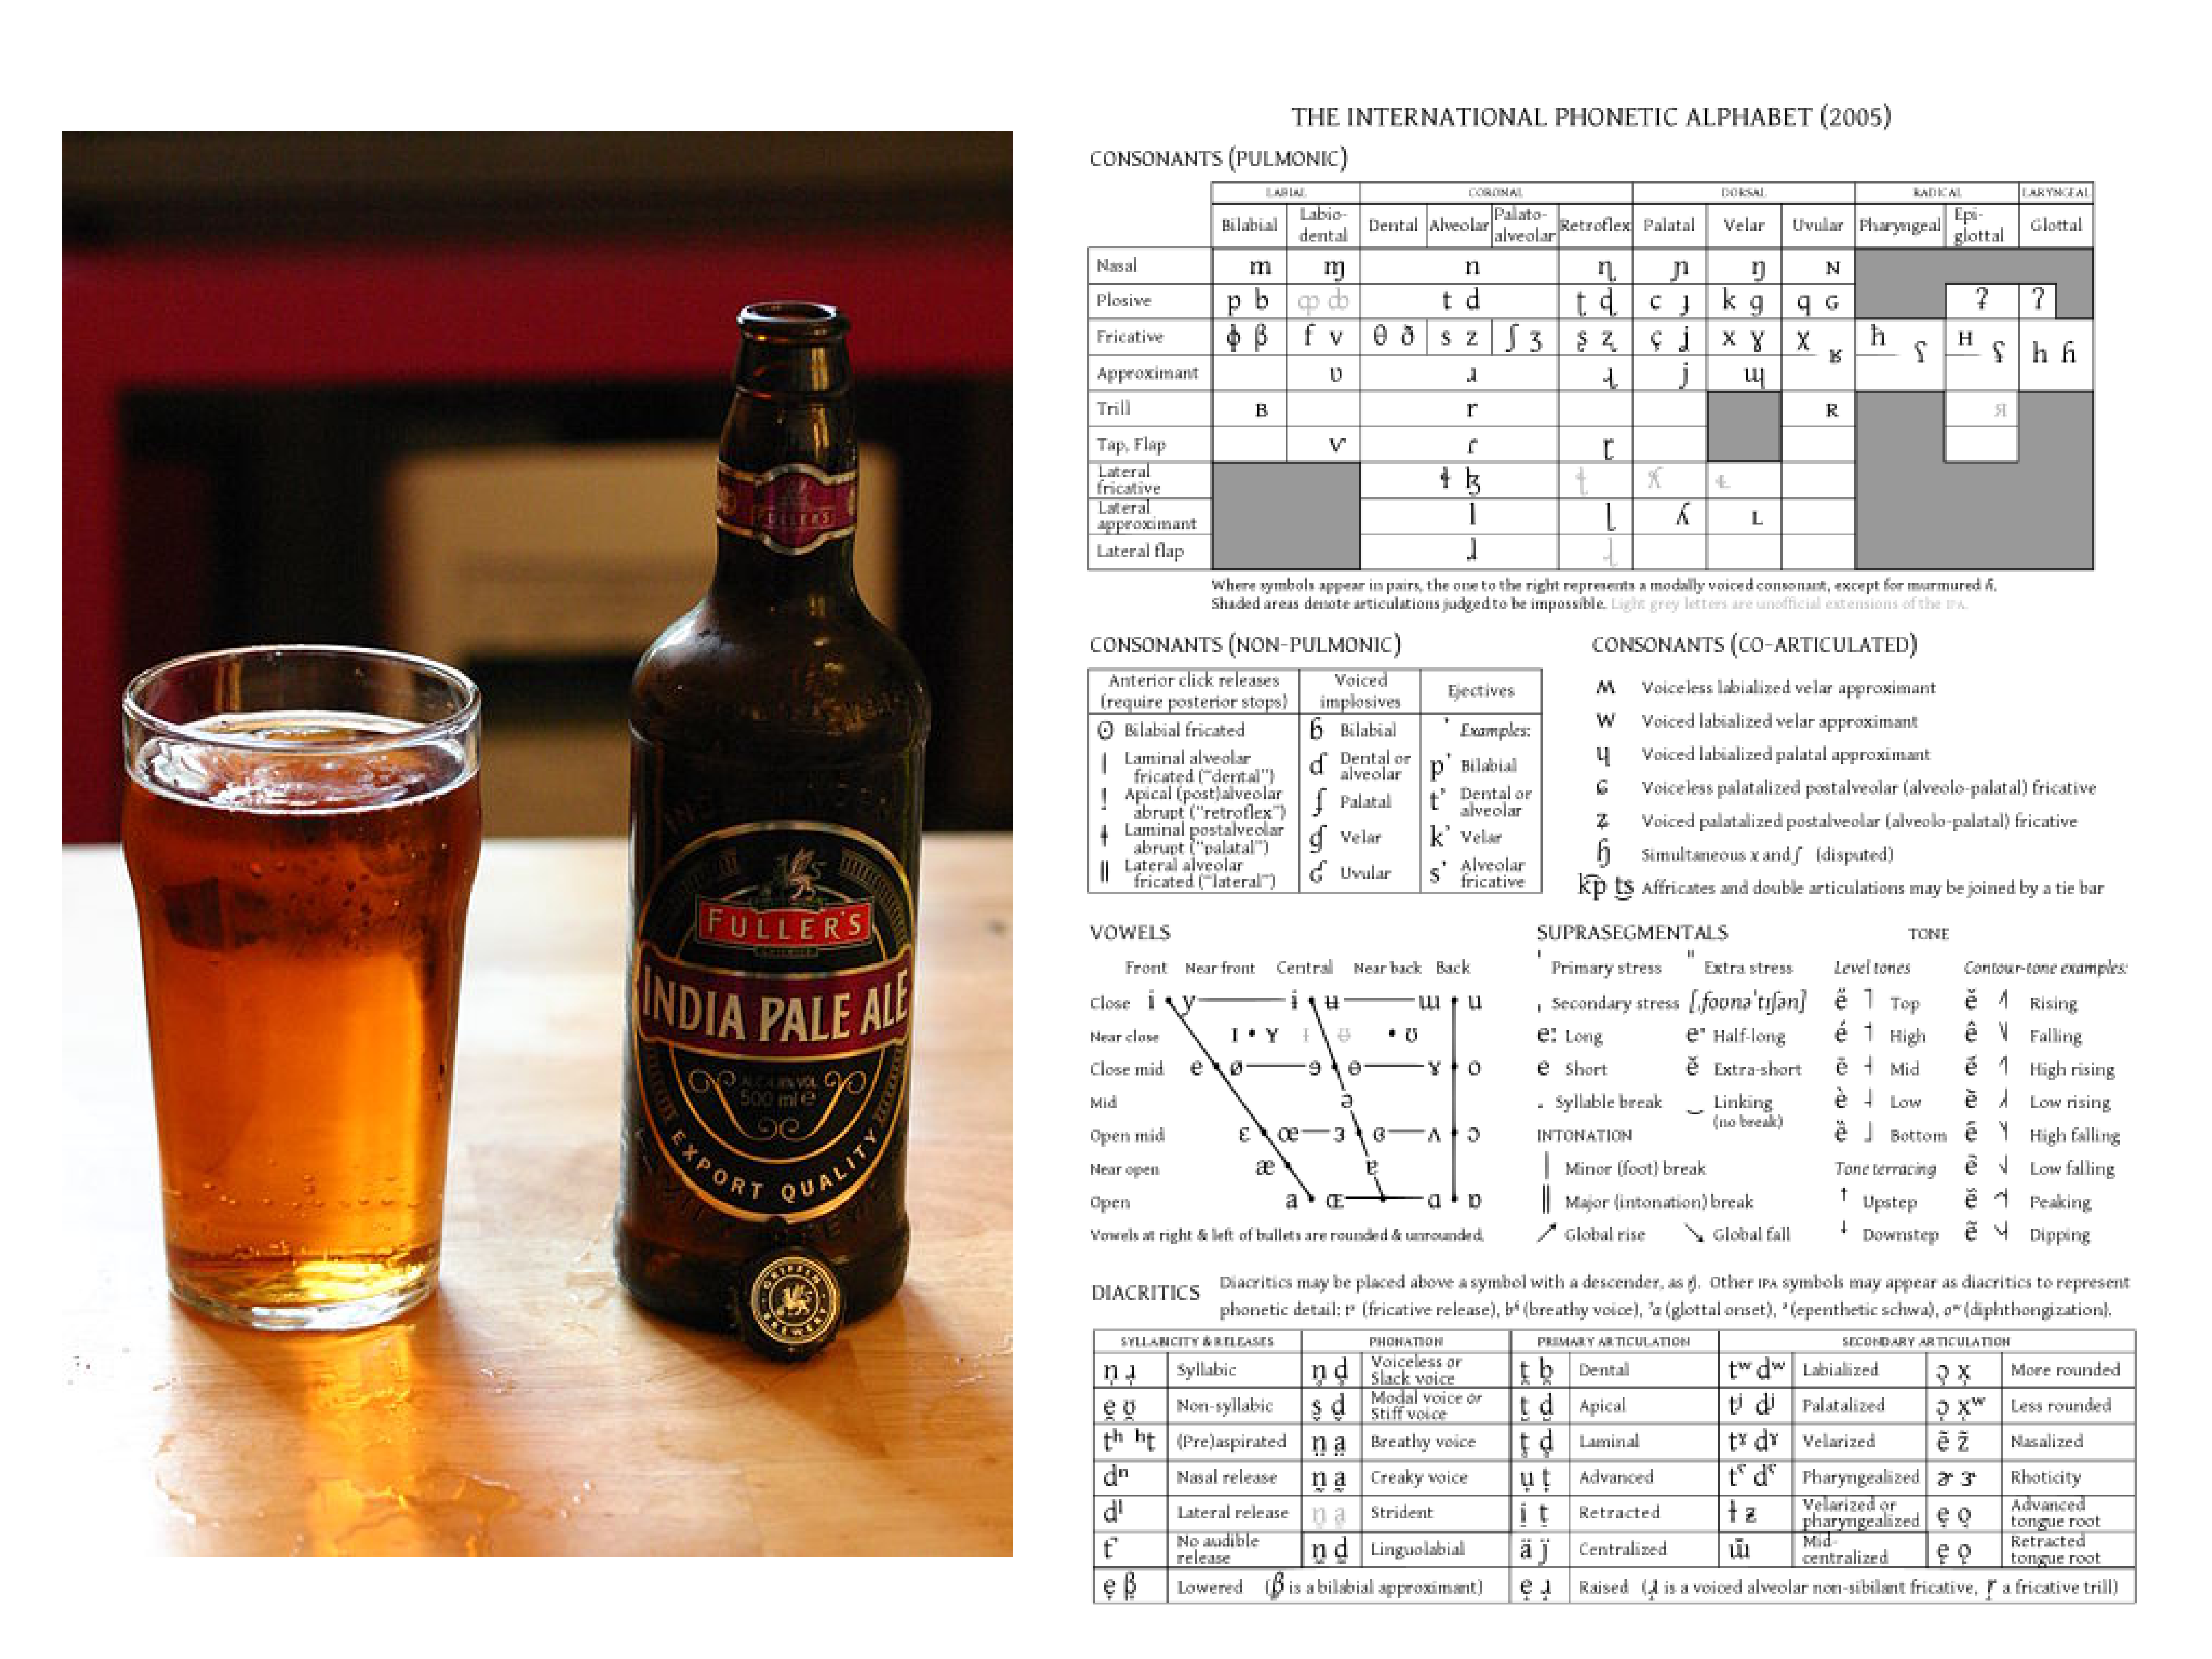 FULLER'S
FULLER'S
INDIA PALE ALE
ALC 4.8% VOL
500 ml e
EXPORT QUALITY
GRIFFIN BREWERY
THE INTERNATIONAL PHONETIC ALPHABET (2005)
CONSONANTS (PULMONIC)
LABIAL CORONAL DORSAL RADICAL LARYNGEAL
Bilabial Labio-dental Dental Alveolar Palato-alveolar Retroflex Palatal Velar Uvular Pharyngeal Epi-glottal Glottal
Nasal m ɱ n ɳ ɲ ŋ ɴ
Plosive p b ȹ ȸ t d ʈ ɖ c ɟ k ɡ q ɢ ʡ ʔ
Fricative ɸ β f v θ ð s z ʃ ʒ ʂ ʐ ç ʝ x ɣ χ ʁ ħ ʕ ʜ ʢ h ɦ
Approximant ʋ ɹ ɻ j ɰ
Trill ʙ r ʀ ᴙ
Tap, Flap ⱱ ɾ ɽ
Lateral fricative ɬ ɮ
Lateral approximant l ɭ ʎ ʟ
Lateral flap ɺ
Where symbols appear in pairs, the one to the right represents a modally voiced consonant, except for murmured ɦ.
Shaded areas denote articulations judged to be impossible. Light grey letters are unofficial extensions of the IPA.
CONSONANTS (NON-PULMONIC)
Anterior click releases (require posterior stops) Voiced implosives Ejectives
ʘ Bilabial fricated ɓ Bilabial ʼ Examples:
ǀ Laminal alveolar fricated ("dental") ɗ Dental or alveolar pʼ Bilabial
ǃ Apical (post)alveolar abrupt ("retroflex") ʄ Palatal tʼ Dental or alveolar
ǂ Laminal postalveolar abrupt ("palatal") ɠ Velar kʼ Velar
ǁ Lateral alveolar fricated ("lateral") ʛ Uvular sʼ Alveolar fricative
CONSONANTS (CO-ARTICULATED)
ʍ Voiceless labialized velar approximant
w Voiced labialized velar approximant
ɥ Voiced labialized palatal approximant
ɕ Voiceless palatalized postalveolar (alveolo-palatal) fricative
ʑ Voiced palatalized postalveolar (alveolo-palatal) fricative
ɧ Simultaneous x and ʃ (disputed)
k͡p t͜s Affricates and double articulations may be joined by a tie bar
VOWELS
Front Near front Central Near back Back
Close i y ɨ ʉ ɯ u
Near close ɪ ʏ ᵻ ᵿ ʊ
Close mid e ø ɘ ɵ ɤ o
Mid ə
Open mid ɛ œ ɜ ɞ ʌ ɔ
Near open æ ɐ
Open a ɶ ɑ ɒ
Vowels at right & left of bullets are rounded & unrounded.
SUPRASEGMENTALS
ˈ Primary stress " Extra stress
ˌ Secondary stress [ˌfoʊnəˈtɪʃən]
eː Long eˑ Half-long
e Short ĕ Extra-short
. Syllable break ‿ Linking (no break)
INTONATION
| Minor (foot) break
‖ Major (intonation) break
↗ Global rise ↘ Global fall
TONE
Level tones Contour-tone examples:
e̋ ˥ Top ě Rising
é ˦ High ê Falling
ē ˧ Mid High rising
è ˨ Low Low rising
ȅ ˩ Bottom High falling
Tone terracing Low falling
ꜛ Upstep Peaking
ꜜ Downstep Dipping
DIACRITICS
Diacritics may be placed above a symbol with a descender, as ŋ̊. Other IPA symbols may appear as diacritics to represent
phonetic detail: tˢ (fricative release), bʱ (breathy voice), ˀa (glottal onset), ᵊ (epenthetic schwa), oʷ (diphthongization).
SYLLABICITY & RELEASES PHONATION PRIMARY ARTICULATION SECONDARY ARTICULATION
n̩ ɹ̩ Syllabic n̥ d̥ Voiceless or Slack voice t̪ b̪ Dental tʷ dʷ Labialized ɔ̹ x̹ More rounded
e̯ ʊ̯ Non-syllabic s̬ d̬ Modal voice or Stiff voice t̺ d̺ Apical tʲ dʲ Palatalized ɔ̜ x̜ʷ Less rounded
tʰ ʰt (Pre)aspirated n̤ a̤ Breathy voice t̻ d̻ Laminal tˠ dˠ Velarized ẽ z̃ Nasalized
dⁿ Nasal release n̰ a̰ Creaky voice u̟ t̟ Advanced tˤ dˤ Pharyngealized ɚ ɝ Rhoticity
dˡ Lateral release n̼ a̼ Strident i̠ t̠ Retracted ɫ ᵶ Velarized or pharyngealized e̘ o̘ Advanced tongue root
t̚ No audible release n̼ d̼ Linguolabial ä j̈ Centralized u̽ Mid-centralized e̙ o̙ Retracted tongue root
e̞ β̞ Lowered (β̞ is a bilabial approximant) e̝ ɹ̝ Raised (ɹ̝ is a voiced alveolar non-sibilant fricative, r̝ a fricative trill)